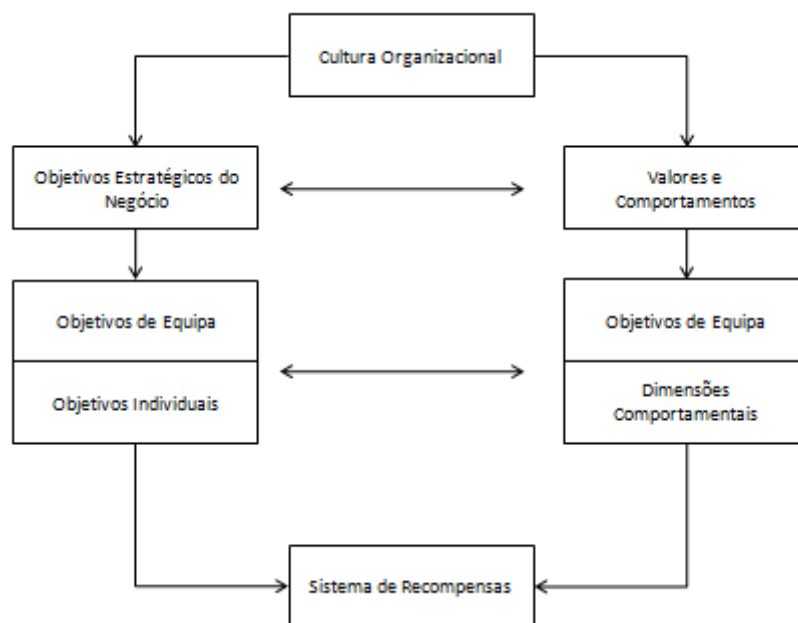 Cultura Organizacional
Objetivos Estratégicos do
Negócio
Valores e
Comportamentos
Objetivos de Equipa
Objetivos de Equipa
Objetivos Individuais
Dimensões
Comportamentais
Sistema de Recompensas